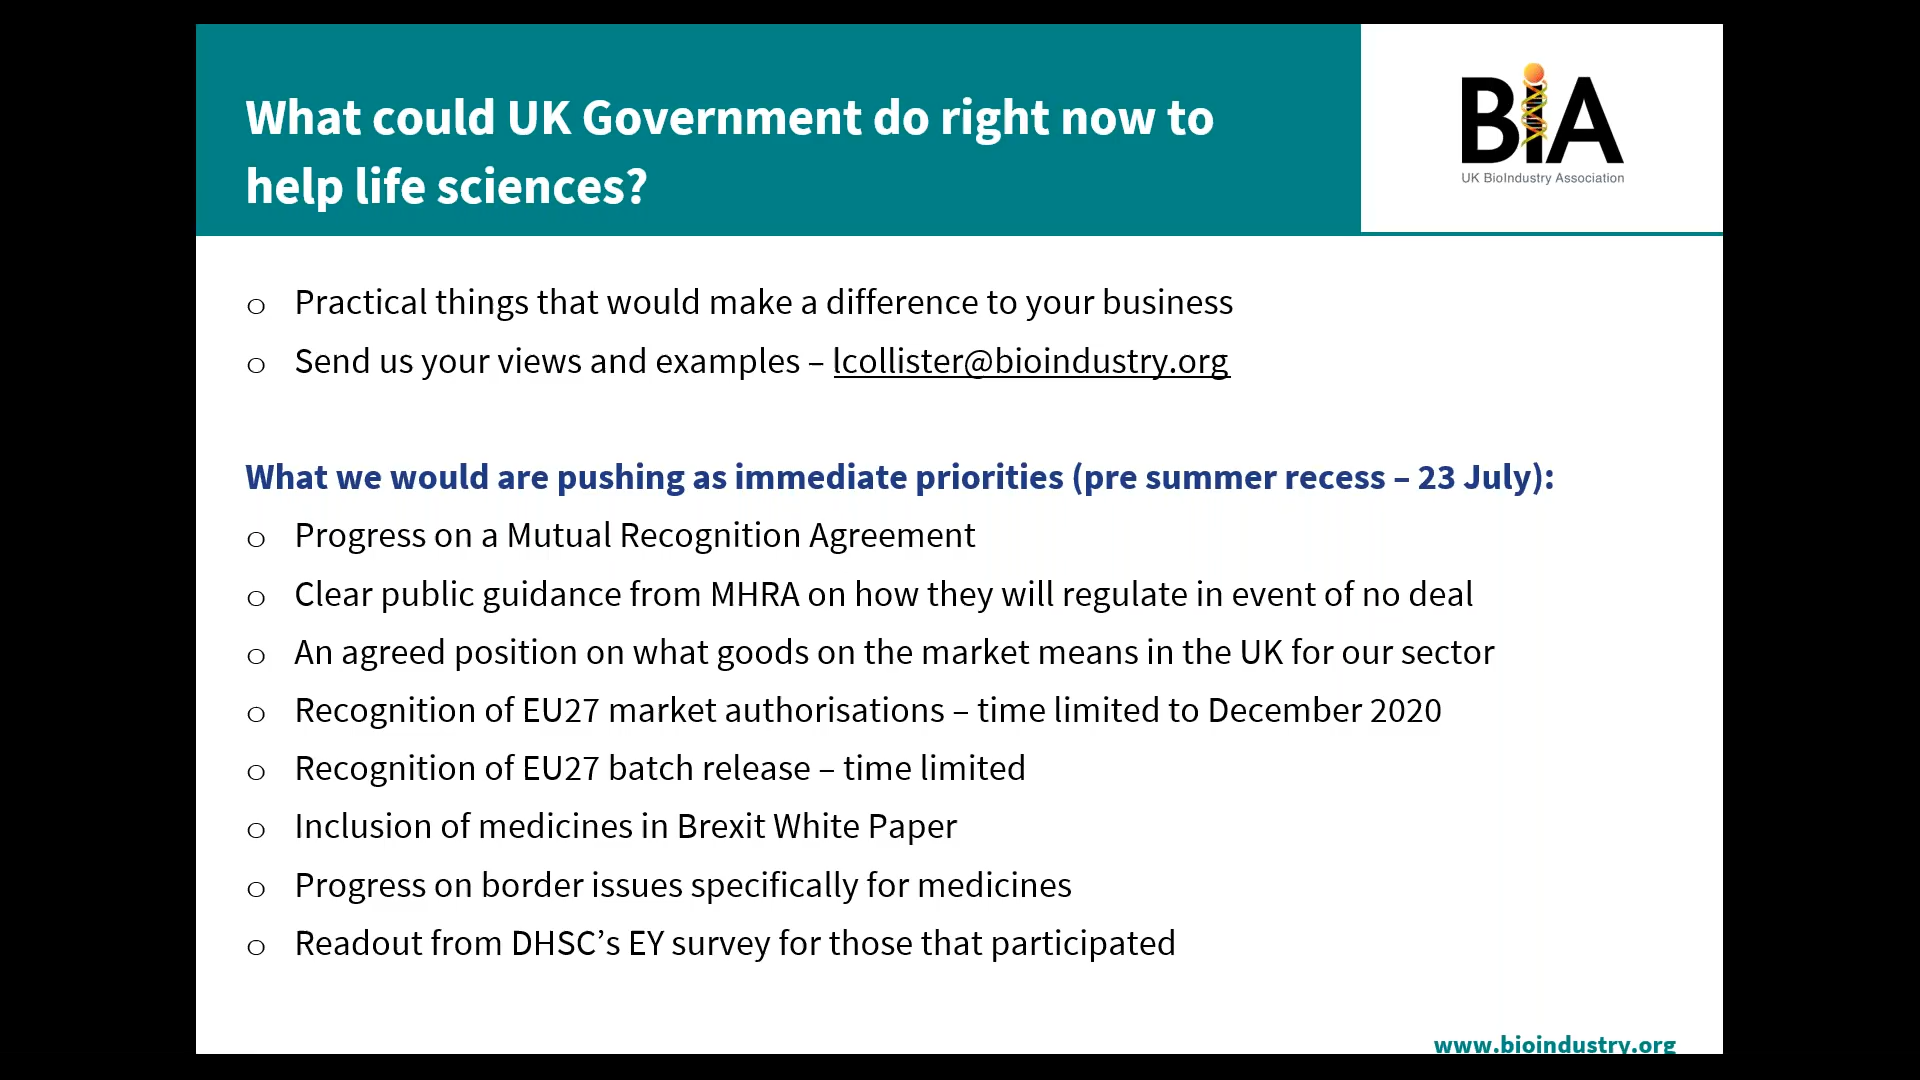 What could UK Government do right now to
help life sciences?
BiA
UK BioIndustry Association
o Practical things that would make a difference to your business
o Send us your views and examples – lcollister@bioindustry.org
What we would are pushing as immediate priorities (pre summer recess – 23 July):
o Progress on a Mutual Recognition Agreement
o Clear public guidance from MHRA on how they will regulate in event of no deal
o An agreed position on what goods on the market means in the UK for our sector
o Recognition of EU27 market authorisations – time limited to December 2020
o Recognition of EU27 batch release – time limited
o Inclusion of medicines in Brexit White Paper
o Progress on border issues specifically for medicines
o Readout from DHSC’s EY survey for those that participated
www.bioindustry.org